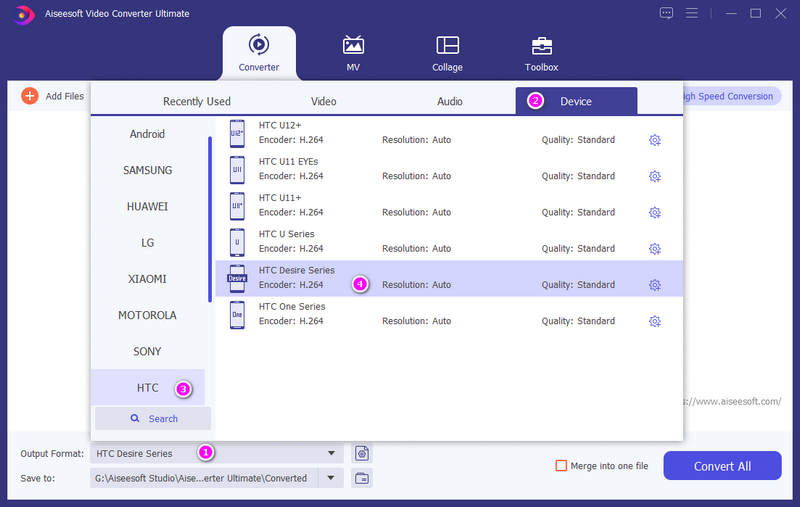 Aiseesoft Video Converter Ultimate
Converter
MV
Collage
Toolbox
Add Files
High Speed Conversion
Recently Used
Video
Audio
2
Device
Android
SAMSUNG
HUAWEI
LG
XIAOMI
MOTOROLA
SONY
HTC
3
Search
U12+
HTC U12+
Encoder: H.264
Resolution: Auto
Quality: Standard
U11
HTC U11 EYEs
Encoder: H.264
Resolution: Auto
Quality: Standard
U11+
HTC U11+
Encoder: H.264
Resolution: Auto
Quality: Standard
U
HTC U Series
Encoder: H.264
Resolution: Auto
Quality: Standard
Desire
HTC Desire Series
Encoder: H.264
4
Resolution: Auto
Quality: Standard
One
HTC One Series
Encoder: H.264
Resolution: Auto
Quality: Standard
s://www.aiseesoft.com/
Output Format:
HTC Desire Series
1
Save to:
G:\Aiseesoft Studio\Aise...erter Ultimate\Converted
Merge into one file
Convert All